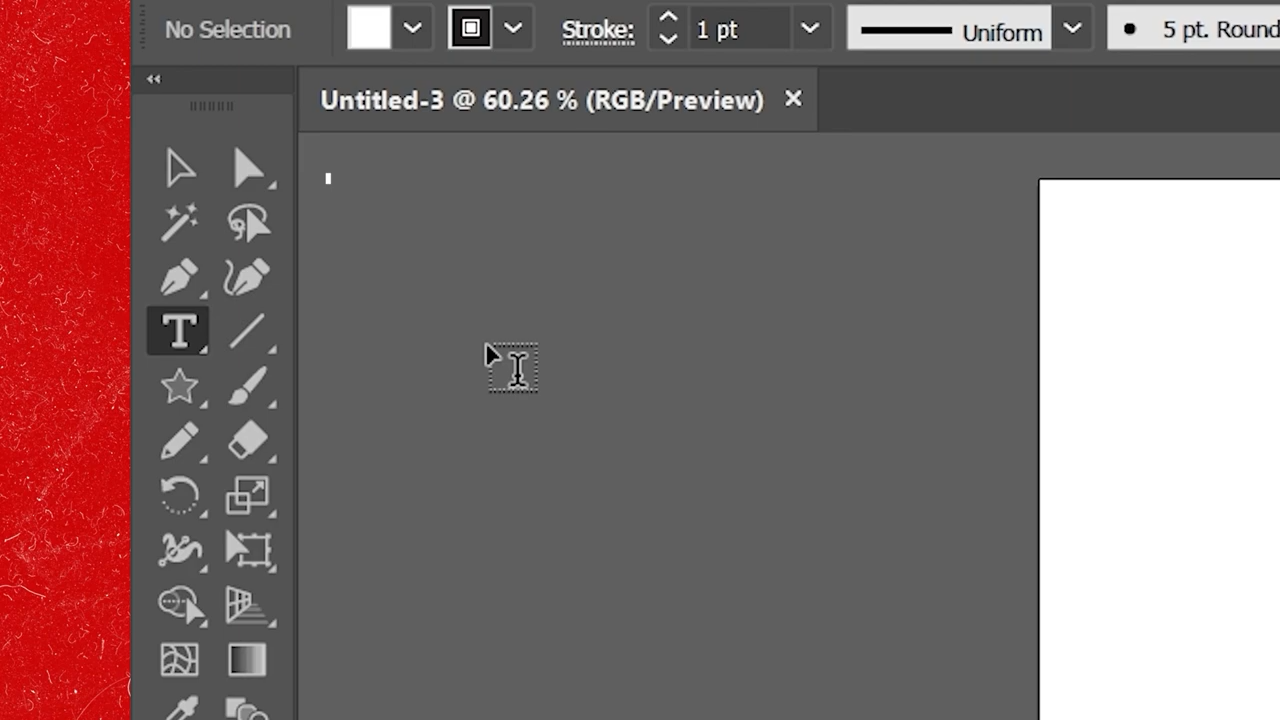 No Selection
Stroke:
1 pt
Uniform
5 pt. Round
Untitled-3 @ 60.26 % (RGB/Preview)